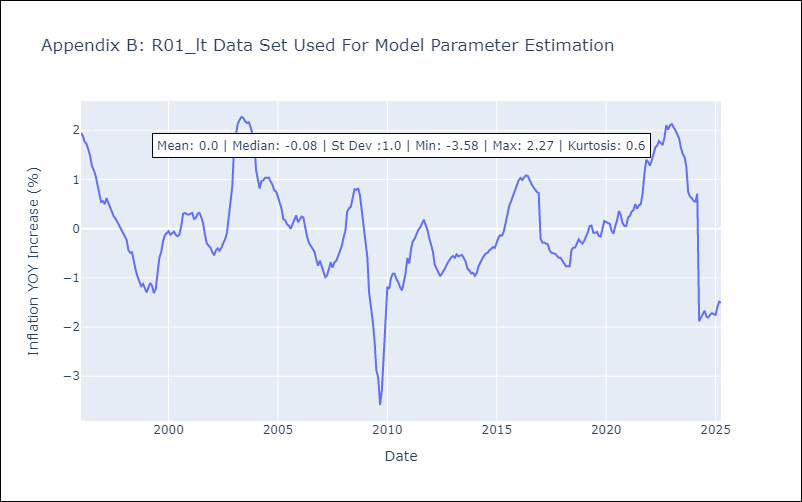 Appendix B: R01_lt Data Set Used For Model Parameter Estimation
Mean: 0.0 | Median: -0.08 | St Dev :1.0 | Min: -3.58 | Max: 2.27 | Kurtosis: 0.6
Inflation YOY Increase (%)
2
1
0
−1
−2
−3
2000 2005 2010 2015 2020 2025
Date